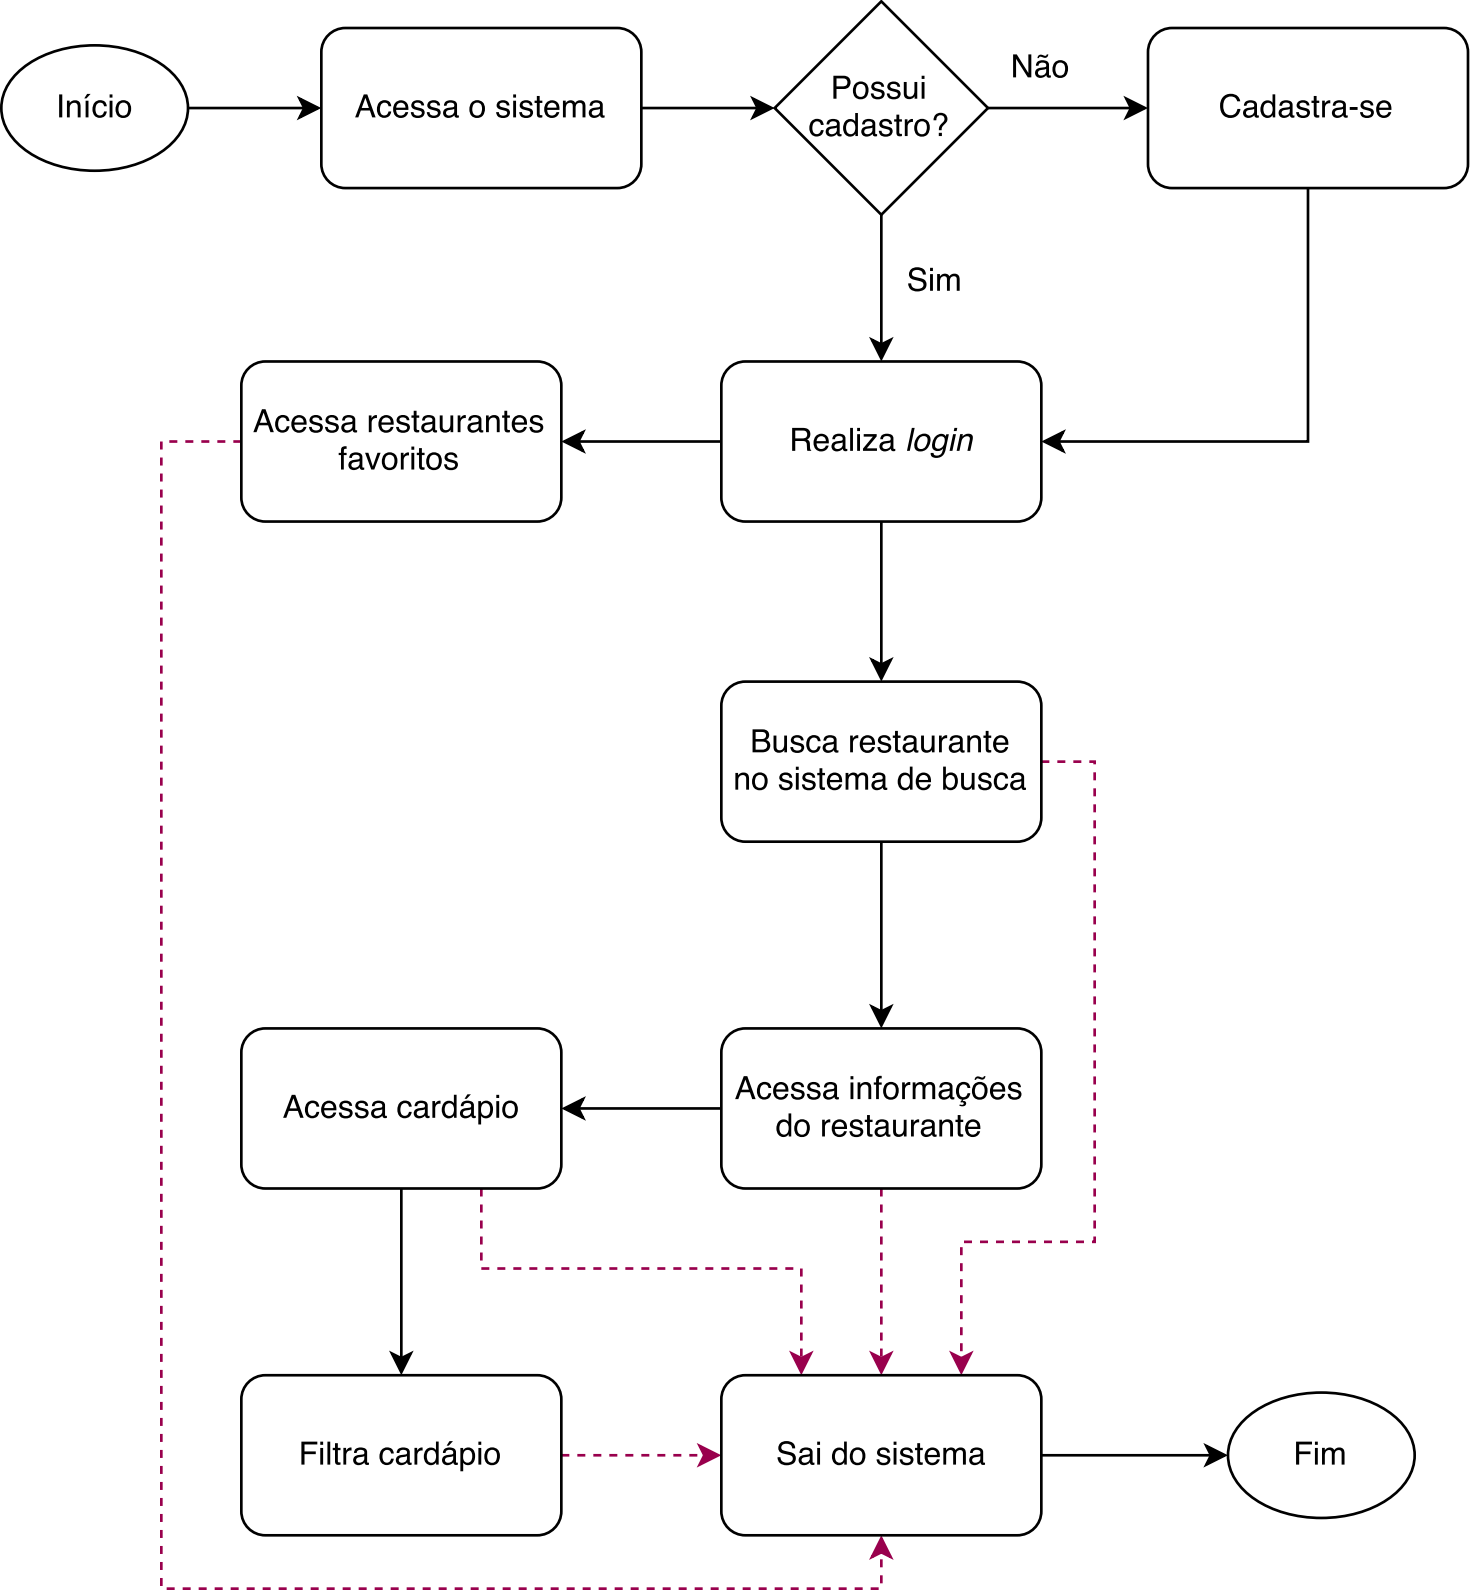 Início
Acessa o sistema
Possui
cadastro?
Não
Cadastra-se
Sim
Acessa restaurantes
favoritos
Realiza login
Busca restaurante
no sistema de busca
Acessa cardápio
Acessa informações
do restaurante
Filtra cardápio
Sai do sistema
Fim